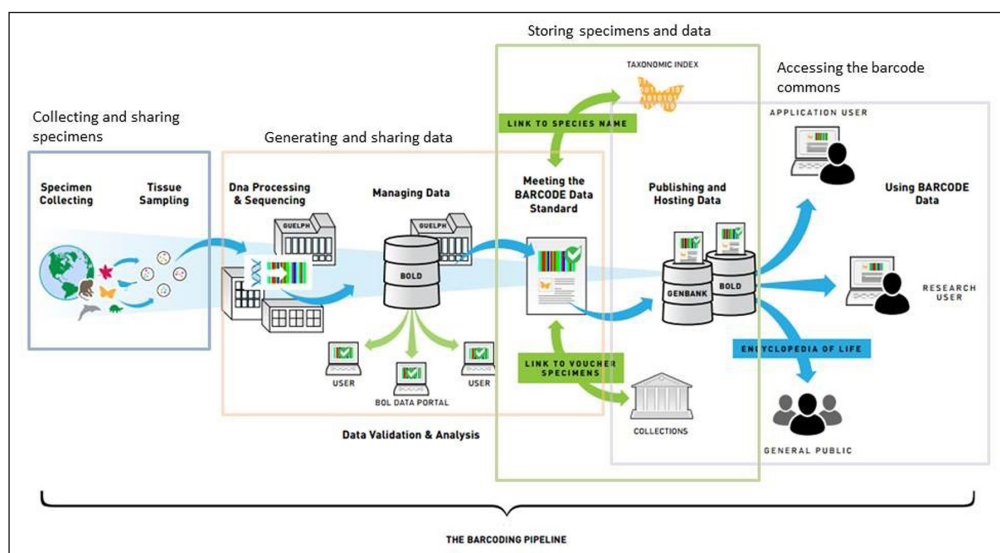 Storing specimens and data
TAXONOMIC INDEX
Accessing the barcode
commons
Collecting and sharing
specimens
Generating and sharing data
LINK TO SPECIES NAME
APPLICATION USER
Specimen
Collecting
Tissue
Sampling
Dna Processing
& Sequencing
Managing Data
Meeting the
BARCODE Data
Standard
Publishing and
Hosting Data
Using BARCODE
Data
GUELPH
GUELPH
BOLD
GENBANK
BOLD
RESEARCH
USER
LINK TO VOUCHER
SPECIMENS
ENCYCLOPEDIA OF LIFE
USER
BOL DATA PORTAL
USER
COLLECTIONS
Data Validation & Analysis
GENERAL PUBLIC
THE BARCODING PIPELINE